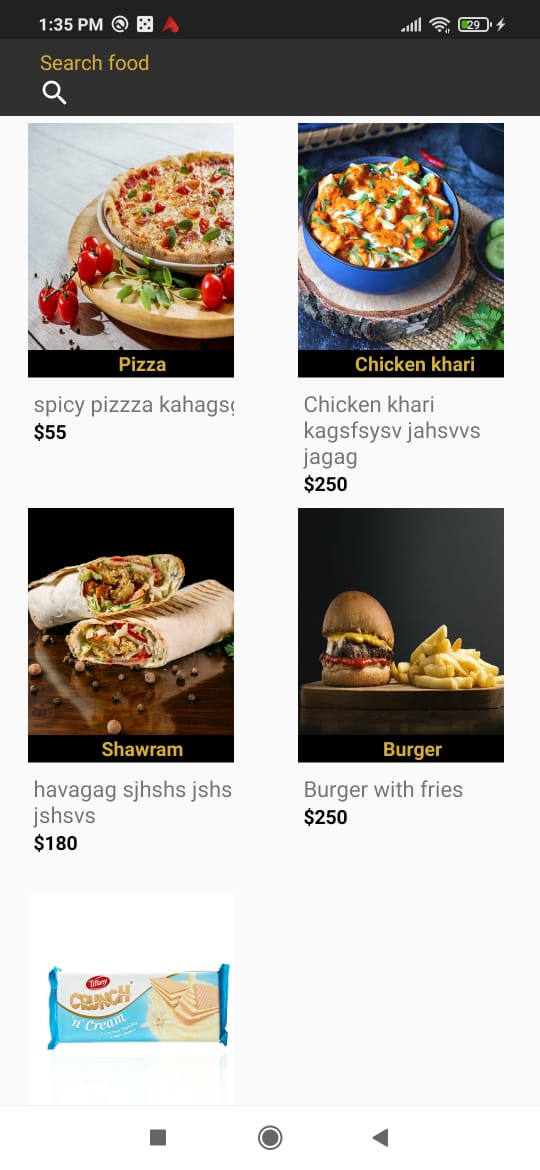 1:35 PM
29
Search food
Pizza
Chicken khari
spicy pizzza kahags
$55
Chicken khari
kagsfsysv jahsvvs
jagag
$250
Shawram
Burger
havagag sjhshs jshs
jshsvs
$180
Burger with fries
$250
Tiffany
CRUNCH
'n' Cream